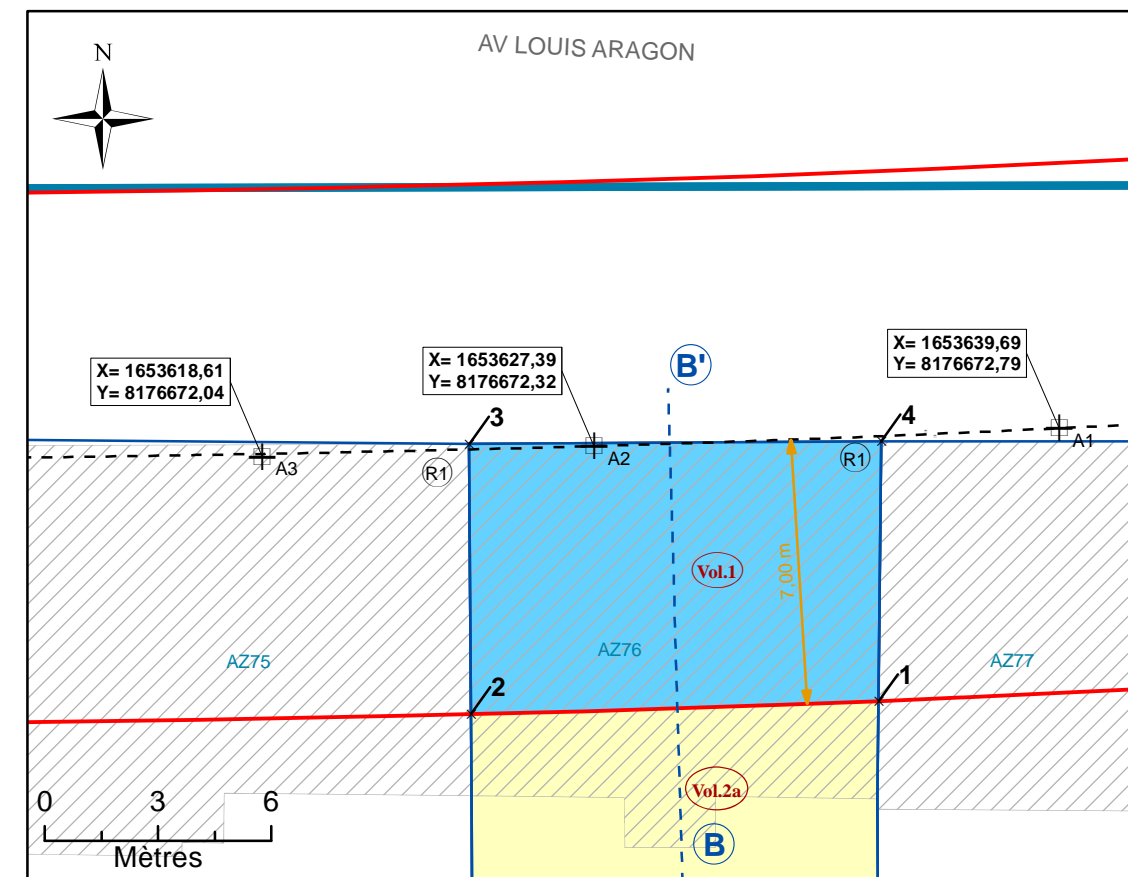 AV LOUIS ARAGON
N
X= 1653639,69
Y= 8176672,79
X= 1653627,39
Y= 8176672,32
X= 1653618,61
Y= 8176672,04
B'
3
4
A1
A2
A3
R1
R1
Vol.1
7,00 m
AZ75
AZ76
AZ77
2
1
Vol.2a
0 3 6
Mètres
B